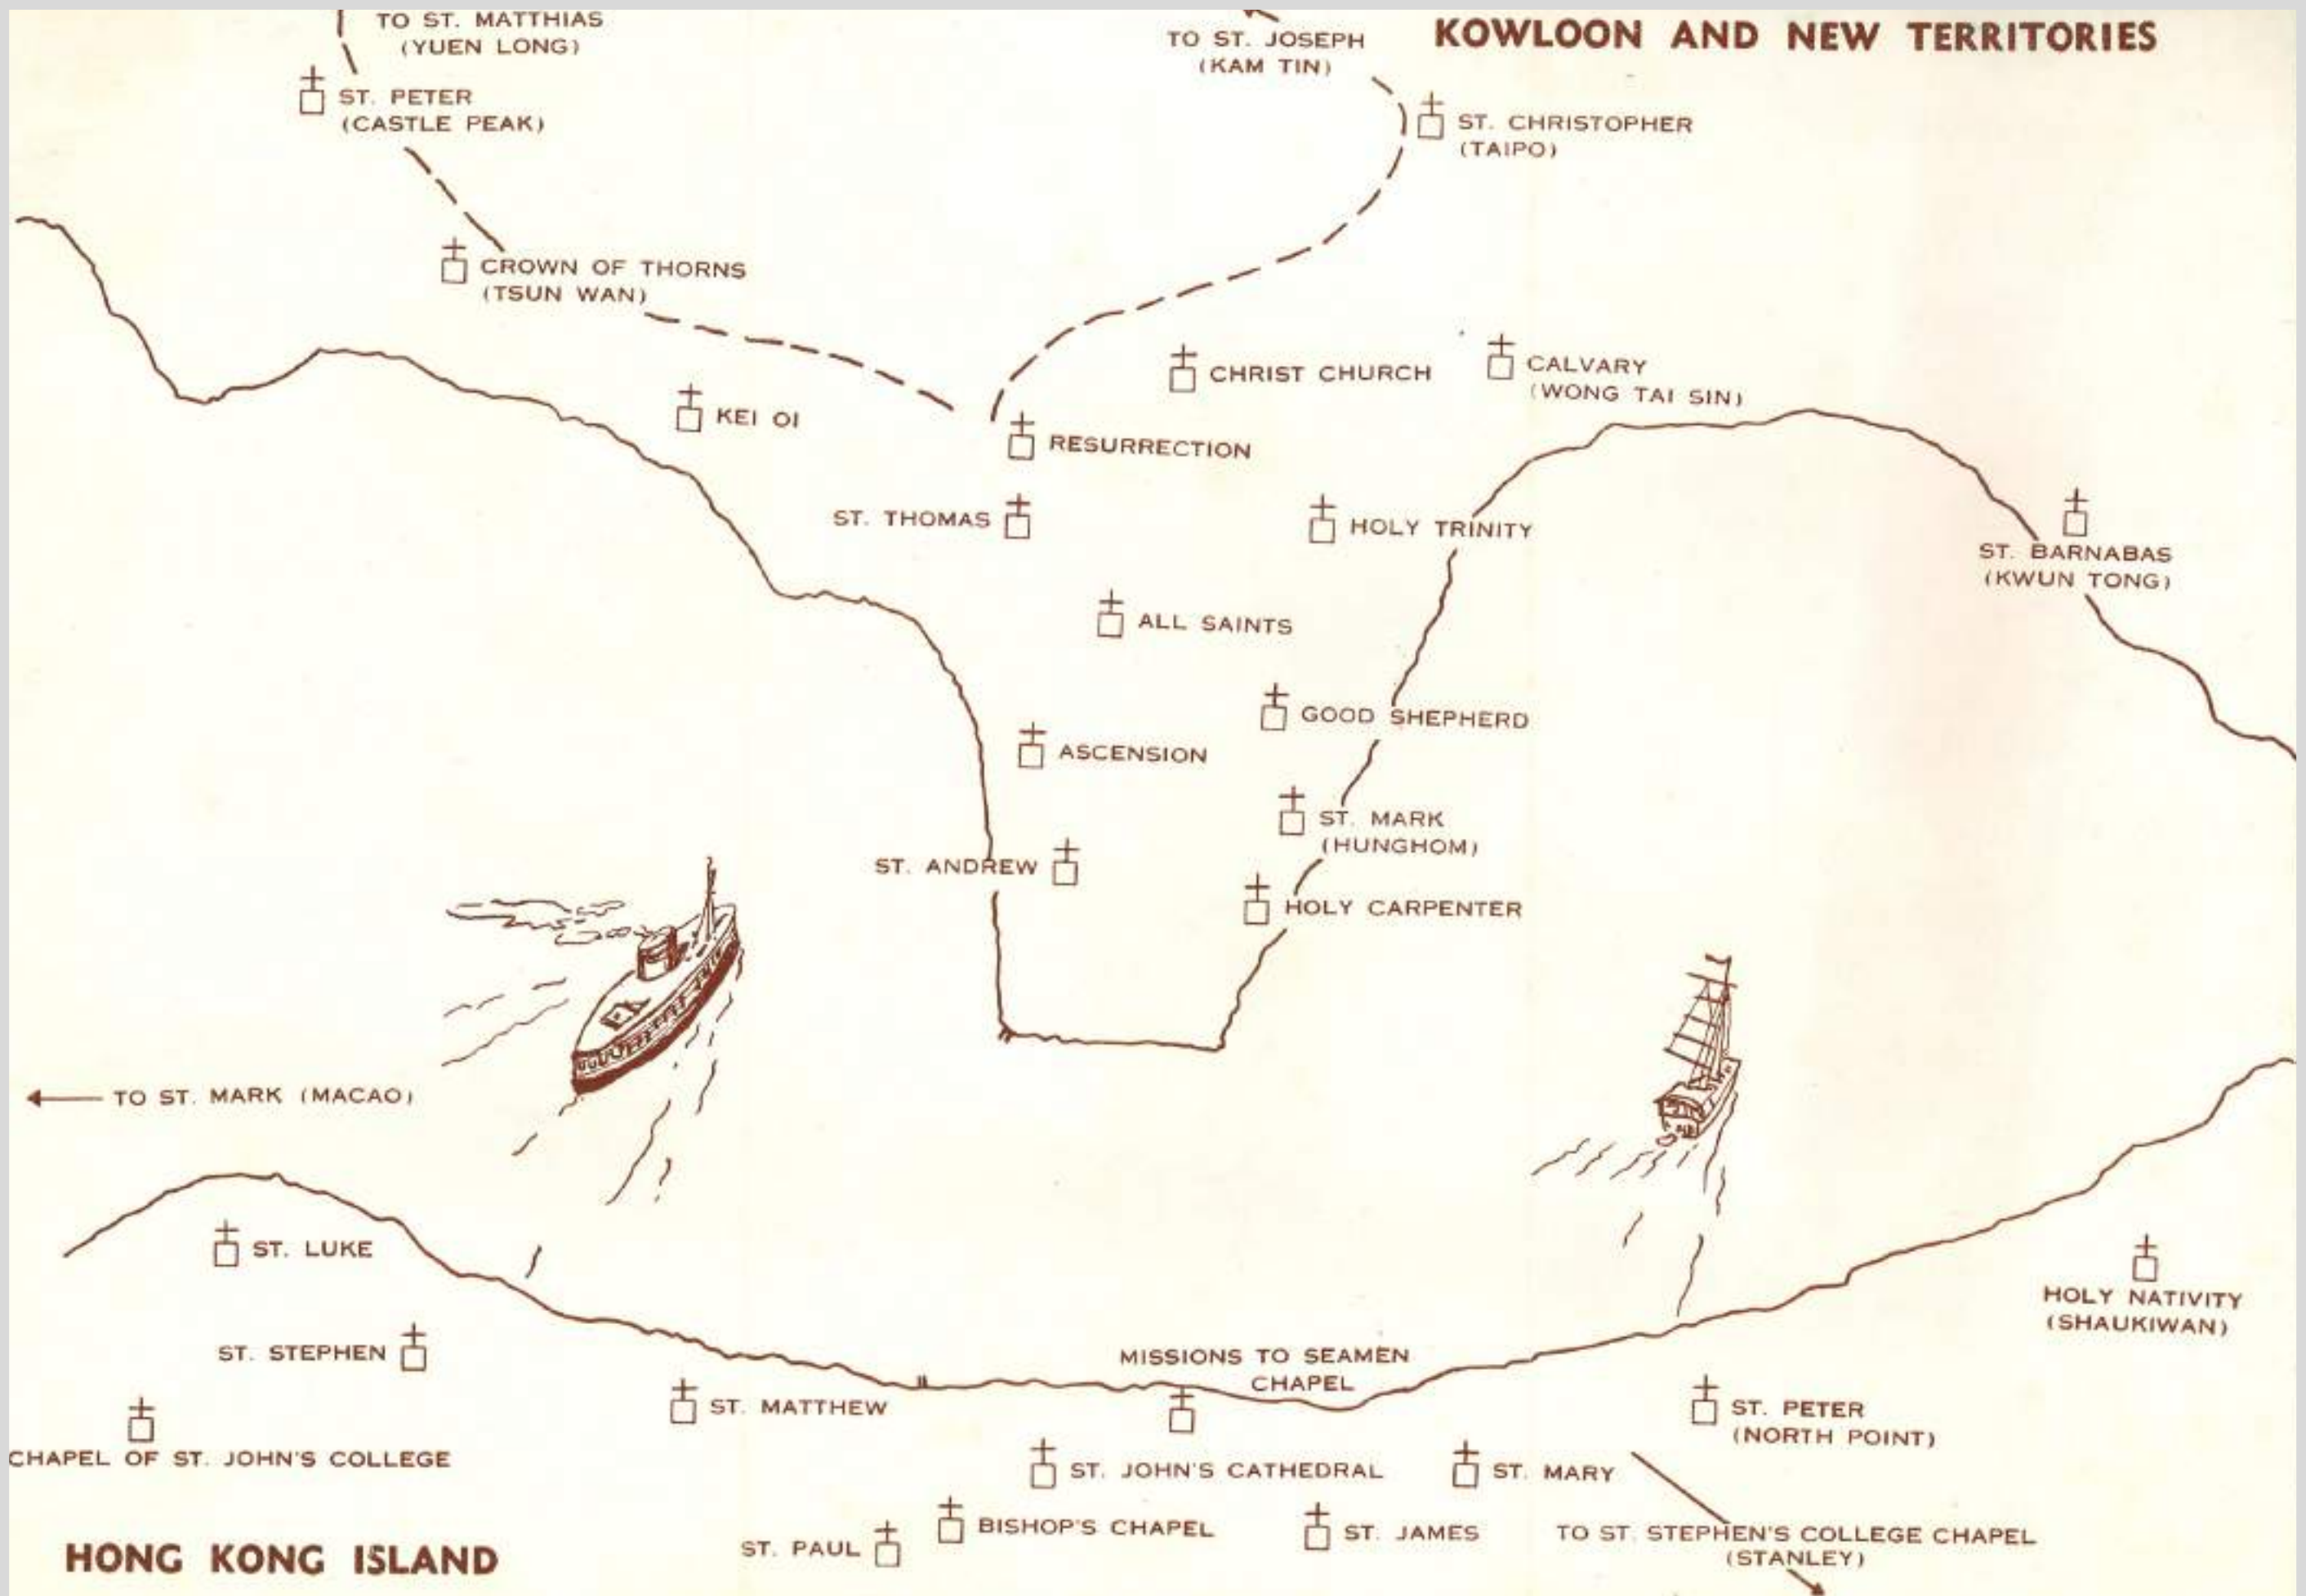 TO ST. MATTHIAS
(YUEN LONG)
TO ST. JOSEPH
(KAM TIN)
KOWLOON AND NEW TERRITORIES
ST. PETER
(CASTLE PEAK)
ST. CHRISTOPHER
(TAIPO)
CROWN OF THORNS
(TSUN WAN)
CHRIST CHURCH
CALVARY
(WONG TAI SIN)
KEI OI
RESURRECTION
ST. THOMAS
HOLY TRINITY
ST. BARNABAS
(KWUN TONG)
ALL SAINTS
GOOD SHEPHERD
ASCENSION
ST. MARK
(HUNGHOM)
ST. ANDREW
HOLY CARPENTER
TO ST. MARK (MACAO)
ST. LUKE
HOLY NATIVITY
(SHAUKIWAN)
ST. STEPHEN
MISSIONS TO SEAMEN
CHAPEL
ST. MATTHEW
ST. PETER
(NORTH POINT)
CHAPEL OF ST. JOHN'S COLLEGE
ST. JOHN'S CATHEDRAL
ST. MARY
BISHOP'S CHAPEL
ST. JAMES
TO ST. STEPHEN'S COLLEGE CHAPEL
(STANLEY)
ST. PAUL
HONG KONG ISLAND